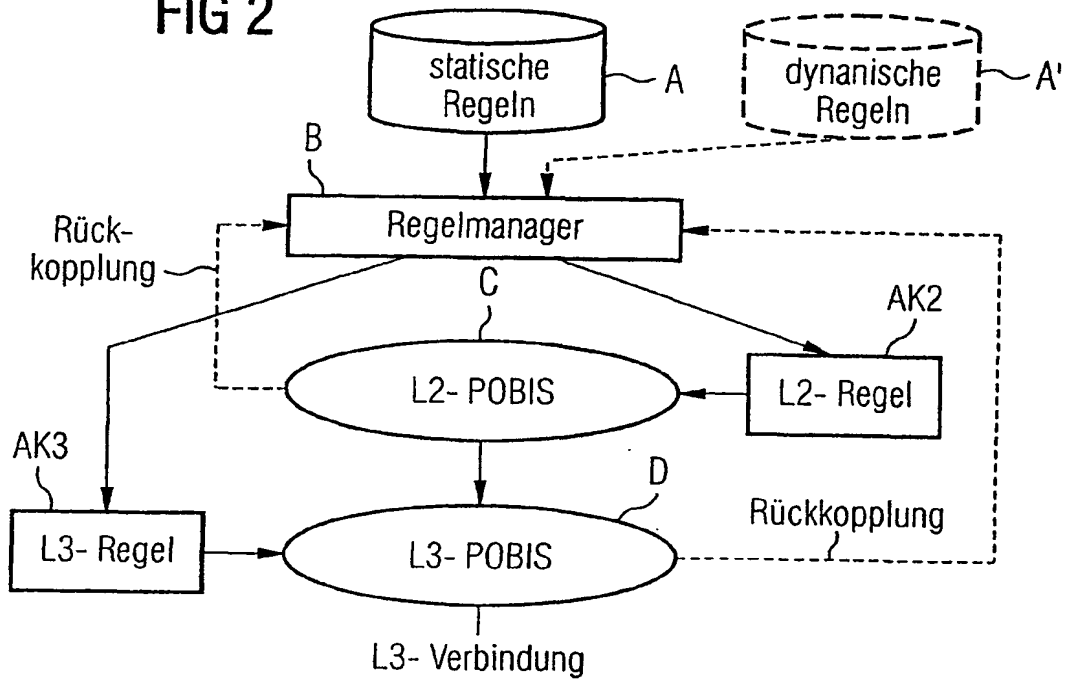 FIG 2
statische
Regeln
A
dynanische
Regeln
A'
B
Regelmanager
Rück-
kopplung
C
AK2
L2- POBIS
L2- Regel
AK3
D
L3- Regel
L3- POBIS
Rückkopplung
L3- Verbindung